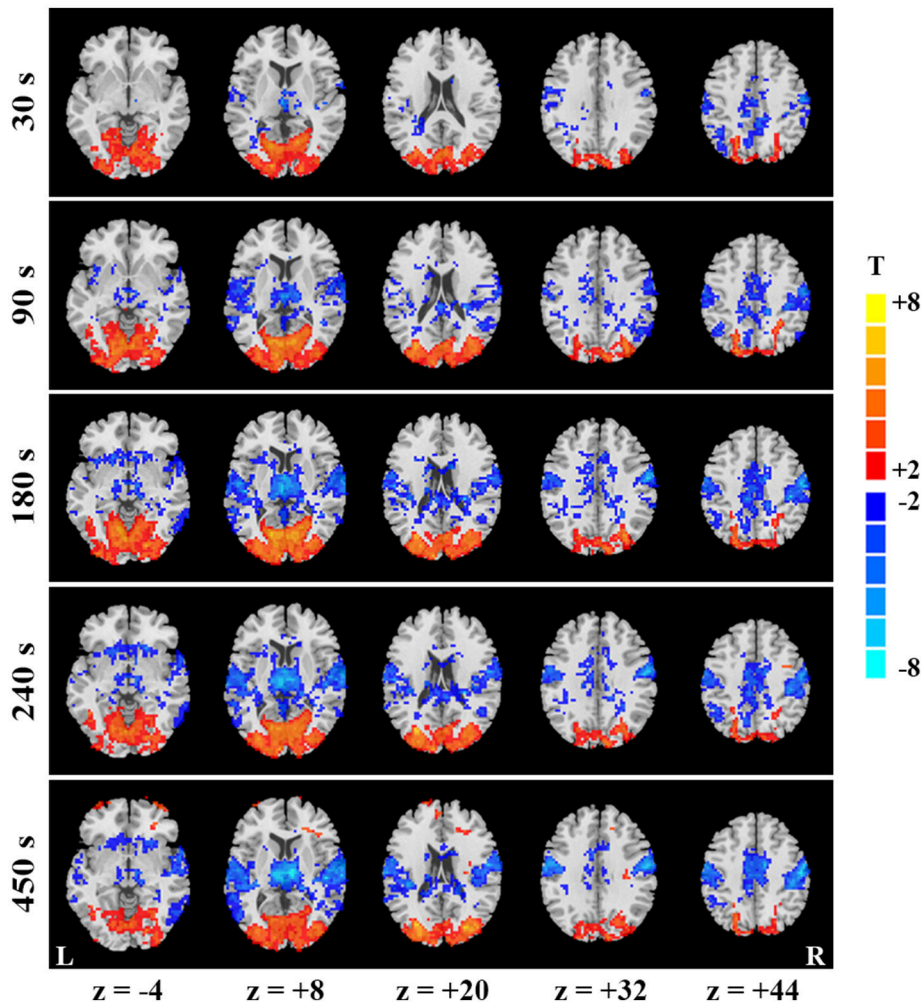 30 s
90 s
180 s
240 s
450 s
T
+8
+2
-2
-8
L
R
z = -4
z = +8
z = +20
z = +32
z = +44